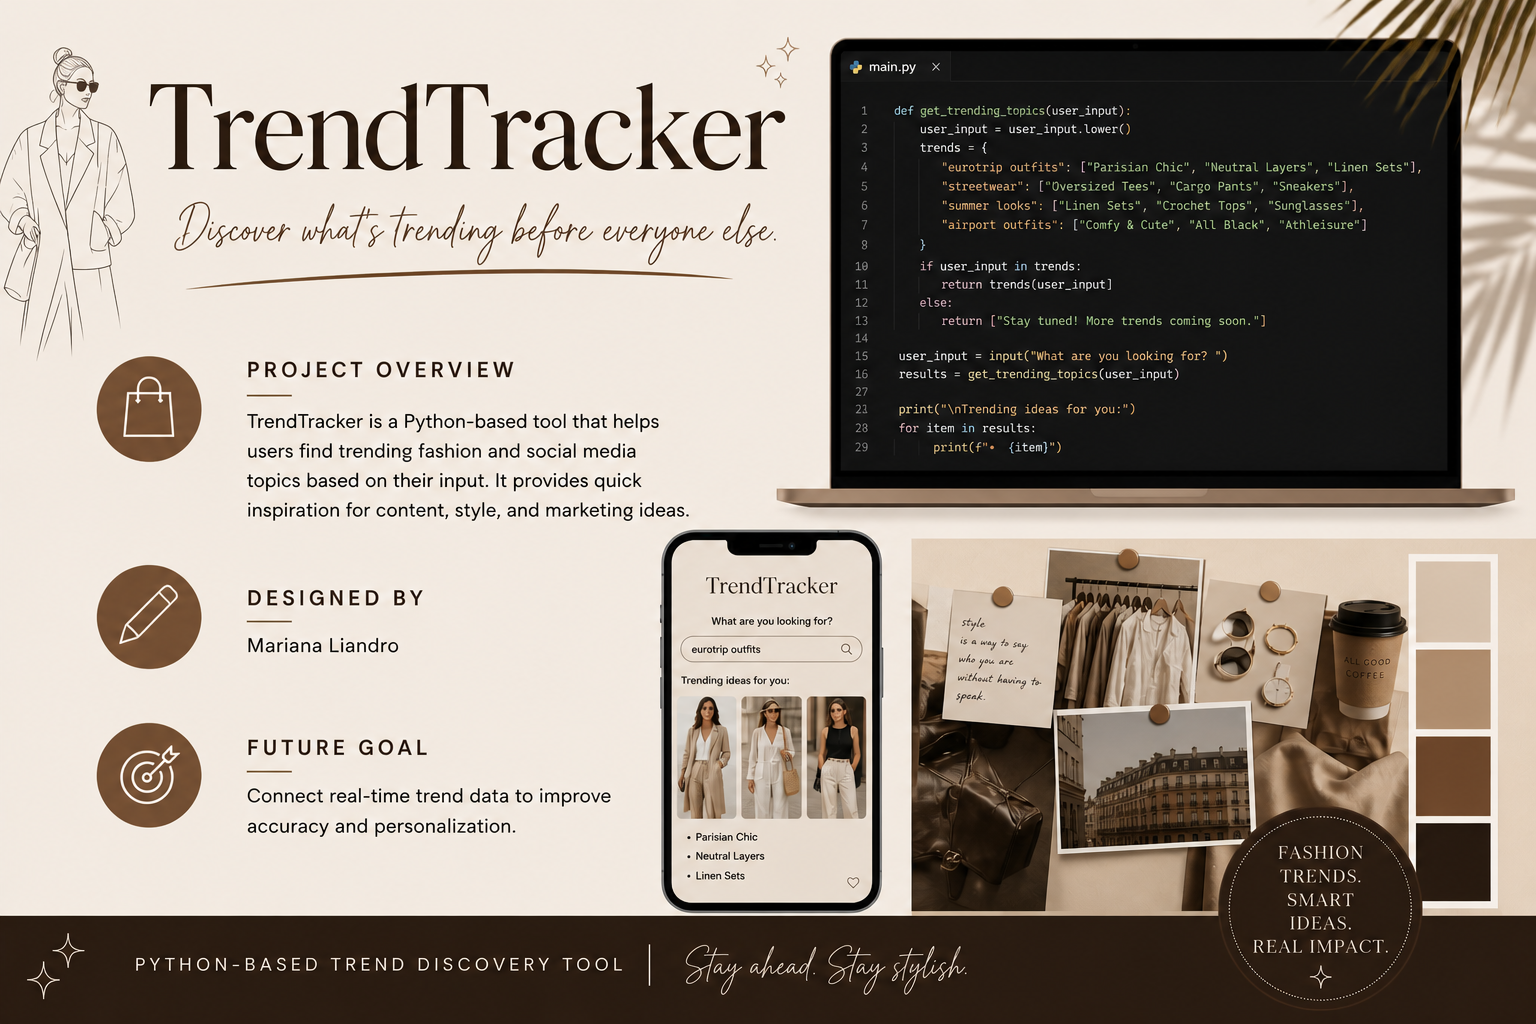 TrendTracker
Discover what's trending before everyone else.
PROJECT OVERVIEW
TrendTracker is a Python-based tool that helps
users find trending fashion and social media
topics based on their input. It provides quick
inspiration for content, style, and marketing ideas.
DESIGNED BY
Mariana Liandro
FUTURE GOAL
Connect real-time trend data to improve
accuracy and personalization.
main.py ×
1 def get_trending_topics(user_input):
2 user_input = user_input.lower()
3 trends = {
4 "eurotrip outfits": ["Parisian Chic", "Neutral Layers", "Linen Sets"],
5 "streetwear": ["Oversized Tees", "Cargo Pants", "Sneakers"],
6 "summer looks": ["Linen Sets", "Crochet Tops", "Sunglasses"],
7 "airport outfits": ["Comfy & Cute", "All Black", "Athleisure"]
8 }
10 if user_input in trends:
11 return trends(user_input]
12 else:
13 return ["Stay tuned! More trends coming soon."]
14
15 user_input = input("What are you looking for? ")
16 results = get_trending_topics(user_input)
27
21 print("\nTrending ideas for you:")
28 for item in results:
29 print(f"• {item}")
TrendTracker
What are you looking for?
eurotrip outfits
Trending ideas for you:
• Parisian Chic
• Neutral Layers
• Linen Sets
style
is a way to say
who you are
without having to
speak.
ALL GOOD
COFFEE
FASHION
TRENDS.
SMART
IDEAS.
REAL IMPACT.
PYTHON-BASED TREND DISCOVERY TOOL | Stay ahead. Stay stylish.